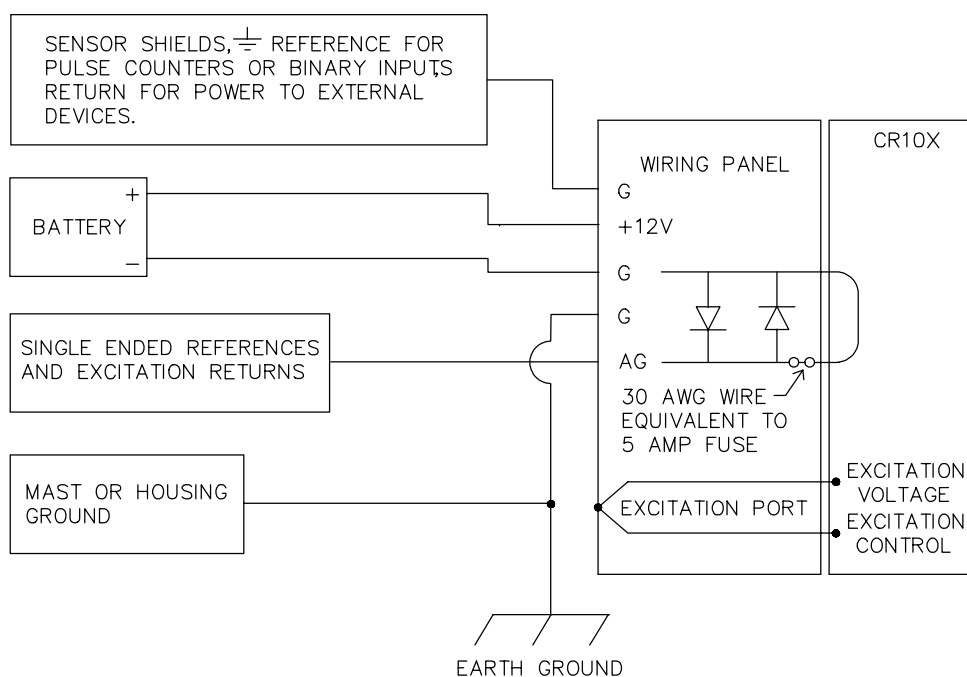 SENSOR SHIELDS, ⏚ REFERENCE FOR
PULSE COUNTERS OR BINARY INPUTS,
RETURN FOR POWER TO EXTERNAL
DEVICES.
CR10X
WIRING PANEL
G
+12V
G
G
AG
+
BATTERY
–
SINGLE ENDED REFERENCES
AND EXCITATION RETURNS
30 AWG WIRE
EQUIVALENT TO
5 AMP FUSE
MAST OR HOUSING
GROUND
EXCITATION PORT
EXCITATION
VOLTAGE
EXCITATION
CONTROL
EARTH GROUND